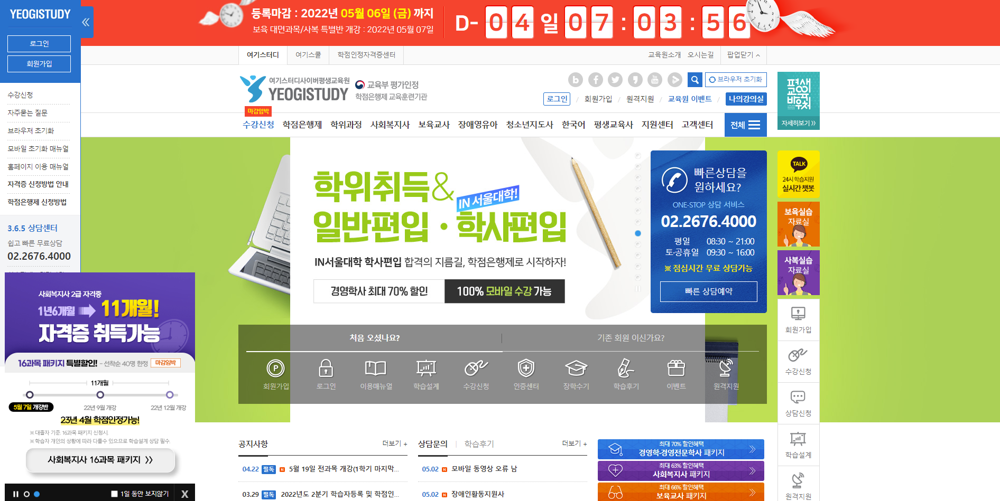 등록마감 : 2022년 05월 06일 (금) 까지
보육 대면과목/사복 특별반 개강 : 2022년 05월 07일
D- 04일 07 : 03 : 56
YEOGISTUDY
로그인
회원가입
수강신청
자주묻는 질문
브라우저 초기화
모바일 초기화 매뉴얼
홈페이지 이용 매뉴얼
자격증 신청방법 안내
학점은행제 신청방법
3.6.5 상담센터
쉽고 빠른 무료상담
02.2676.4000
여기스터디
여기스쿨
학점인정자격증센터
교육원소개
오시는길
팝업닫기
여기스터디사이버평생교육원
YEOGISTUDY
교육부 평가인정
학점은행제 교육훈련기관
브라우저 초기화
로그인 / 회원가입 / 원격지원 / 교육원 이벤트 / 나의강의실
마감임박
수강신청 학점은행제 학위과정 사회복지사 보육교사 장애영유아 청소년지도사 한국어 평생교육사 지원센터 고객센터 전체
평생교육바우처
자세히보기 》
학위취득&
IN 서울대학!
일반편입·학사편입
IN서울대학 학사편입 합격의 지름길, 학점은행제로 시작하자!
경영학사 최대 70% 할인
100% 모바일 수강 가능
빠른상담을
원하세요?
ONE-STOP 상담 서비스
02.2676.4000
평일 08:30 ~ 21:00
토·공휴일 09:30 ~ 16:00
※ 점심시간 무료 상담가능
빠른 상담예약
TALK
24시 학습지원
실시간 챗봇
보육실습
자료실
사복실습
자료실
회원가입
수강신청
상담신청
학습설계
원격지원
처음 오셨나요?
기존 회원 이신가요?
회원가입
로그인
이용매뉴얼
학습설계
수강신청
인증센터
장학수기
학습후기
이벤트
원격지원
사회복지사 2급 자격증
1년6개월 11개월!
자격증 취득가능
16과목 패키지 특별할인! - 선착순 40명 한정 마감임박
11개월
5월 7일 개강반
22년 9월 개강
22년 12월 개강
23년 4월 학점인정가능!
※ 대졸자 기준, 16과목 패키지 신청시.
※ 학습자 개인의 상황에 따라 다를수 있으므로 학습설계 상담 필수.
사회복지사 16과목 패키지 》
1일 동안 보지않기
X
공지사항
더보기 +
04.22 필독 N 5월 19일 전과목 개강(1학기 마지막...
03.29 필독 2022년도 2분기 학습자등록 및 학점인...
상담문의 | 학습후기
더보기 +
05.02 N 모바일 동영상 오류 남
05.02 N 장애인활동지원사
최대 70% 할인혜택
경영학·경영전문학사 패키지
최대 63% 할인혜택
사회복지사 패키지
최대 66% 할인혜택
보육교사 패키지